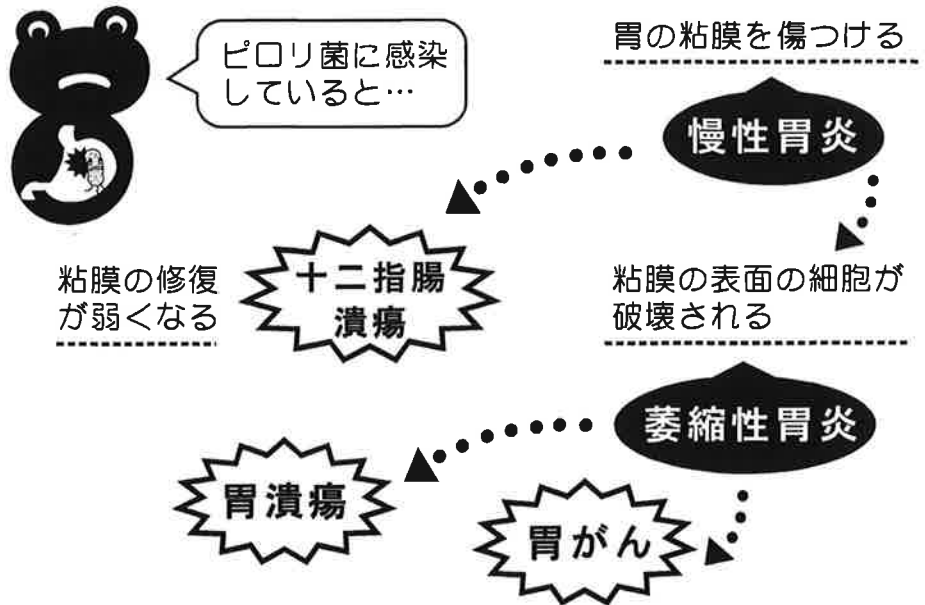 ピロリ菌に感染
していると…
胃の粘膜を傷つける
慢性胃炎
粘膜の修復
が弱くなる
十二指腸
潰瘍
粘膜の表面の細胞が
破壊される
萎縮性胃炎
胃潰瘍
胃がん